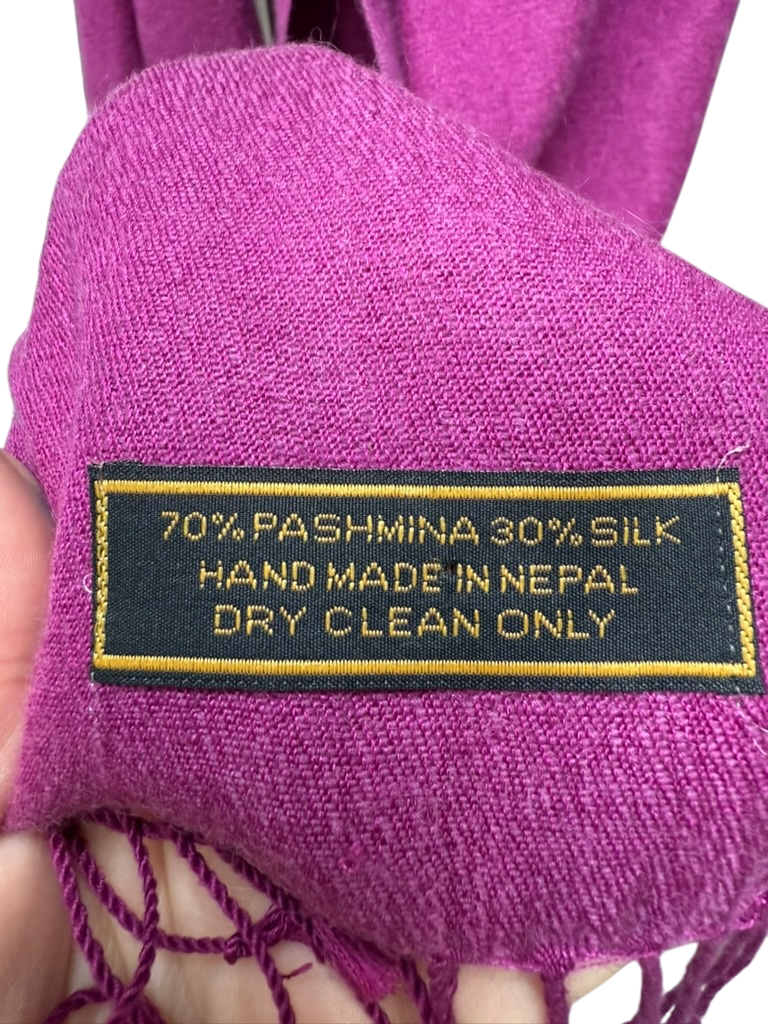 70% PASHMINA 30% SILK
HAND MADE IN NEPAL
DRY CLEAN ONLY